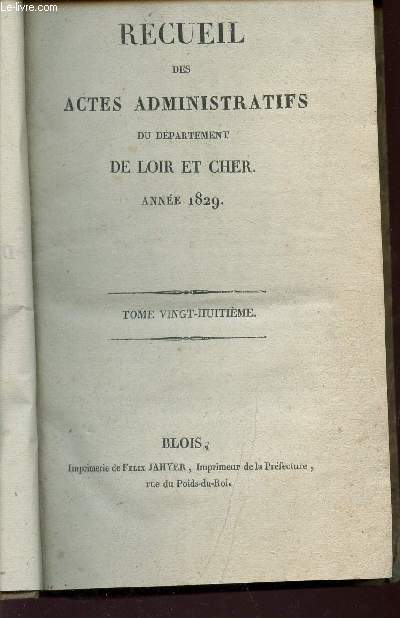 © Le-livre.com
RECUEIL
DES
ACTES ADMINISTRATIFS
DU DÉPARTEMENT
DE LOIR ET CHER.
ANNÉE 1829.
TOME VINGT-HUITIÈME.
BLOIS,
Imprimerie de FELIX JAHYER, Imprimeur de la Préfecture,
rue du Poids-du-Roi.